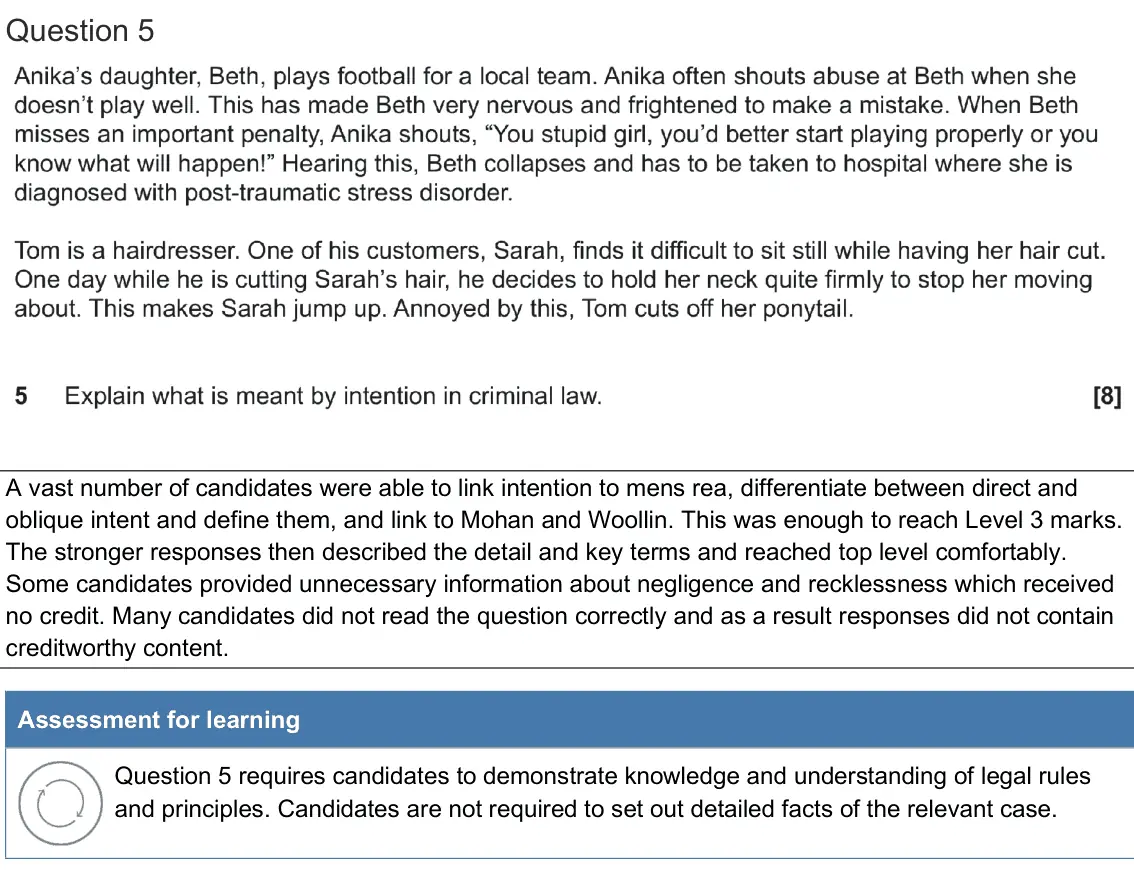 Question 5
Anika's daughter, Beth, plays football for a local team. Anika often shouts abuse at Beth when she
doesn't play well. This has made Beth very nervous and frightened to make a mistake. When Beth
misses an important penalty, Anika shouts, “You stupid girl, you'd better start playing properly or you
know what will happen!” Hearing this, Beth collapses and has to be taken to hospital where she is
diagnosed with post-traumatic stress disorder.
Tom is a hairdresser. One of his customers, Sarah, finds it difficult to sit still while having her hair cut.
One day while he is cutting Sarah's hair, he decides to hold her neck quite firmly to stop her moving
about. This makes Sarah jump up. Annoyed by this, Tom cuts off her ponytail.
5 Explain what is meant by intention in criminal law. [8]
A vast number of candidates were able to link intention to mens rea, differentiate between direct and
oblique intent and define them, and link to Mohan and Woollin. This was enough to reach Level 3 marks.
The stronger responses then described the detail and key terms and reached top level comfortably.
Some candidates provided unnecessary information about negligence and recklessness which received
no credit. Many candidates did not read the question correctly and as a result responses did not contain
creditworthy content.
Assessment for learning
Question 5 requires candidates to demonstrate knowledge and understanding of legal rules
and principles. Candidates are not required to set out detailed facts of the relevant case.